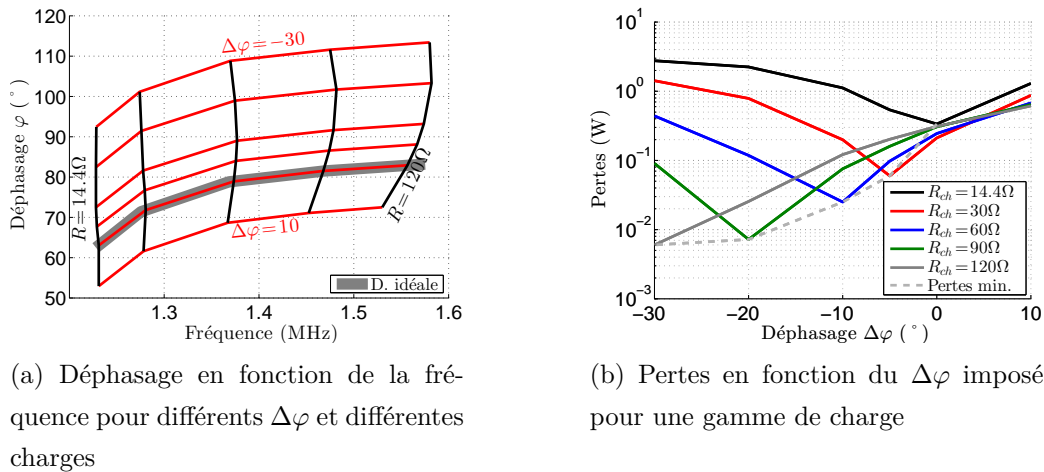 120
110
100
90
80
70
60
50
Déphasage φ (°)
1.3
1.4
1.5
1.6
Fréquence (MHz)
Δφ=−30
Δφ=10
R=14.4Ω
R=120Ω
D. idéale
10¹
10⁰
10⁻¹
10⁻²
10⁻³
Pertes (W)
−30
−20
−10
0
10
Déphasage Δφ (°)
R_ch=14.4Ω
R_ch=30Ω
R_ch=60Ω
R_ch=90Ω
R_ch=120Ω
Pertes min.
(a) Déphasage en fonction de la fré-
quence pour différents Δφ et différentes
charges
(b) Pertes en fonction du Δφ imposé
pour une gamme de charge